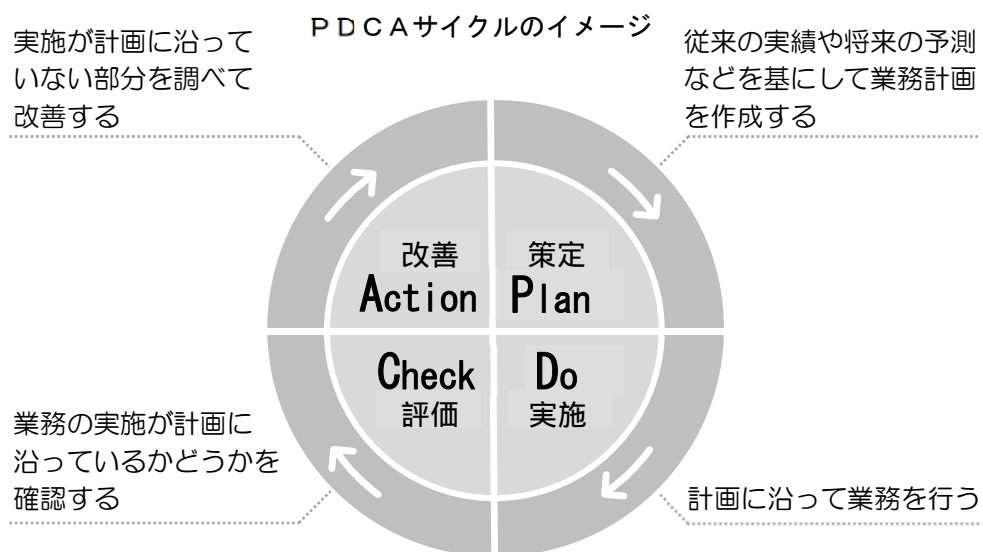 ＰＤＣＡサイクルのイメージ
実施が計画に沿って
いない部分を調べて
改善する
従来の実績や将来の予測
などを基にして業務計画
を作成する
改善
Action
策定
Plan
Check
評価
Do
実施
業務の実施が計画に
沿っているかどうかを
確認する
計画に沿って業務を行う